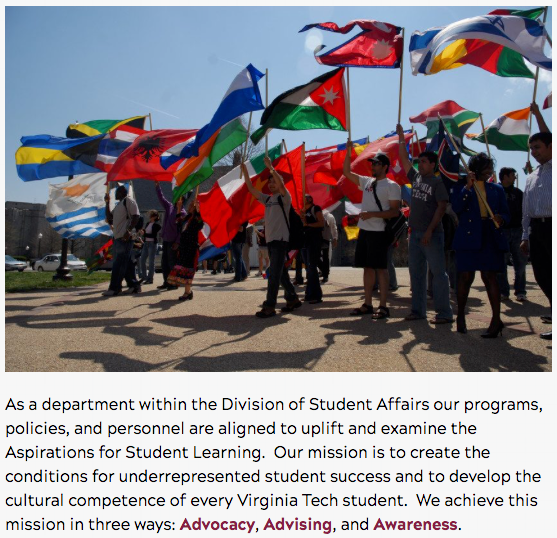 As a department within the Division of Student Affairs our programs,
policies, and personnel are aligned to uplift and examine the
Aspirations for Student Learning.  Our mission is to create the
conditions for underrepresented student success and to develop the
cultural competence of every Virginia Tech student.  We achieve this
mission in three ways: Advocacy, Advising, and Awareness.